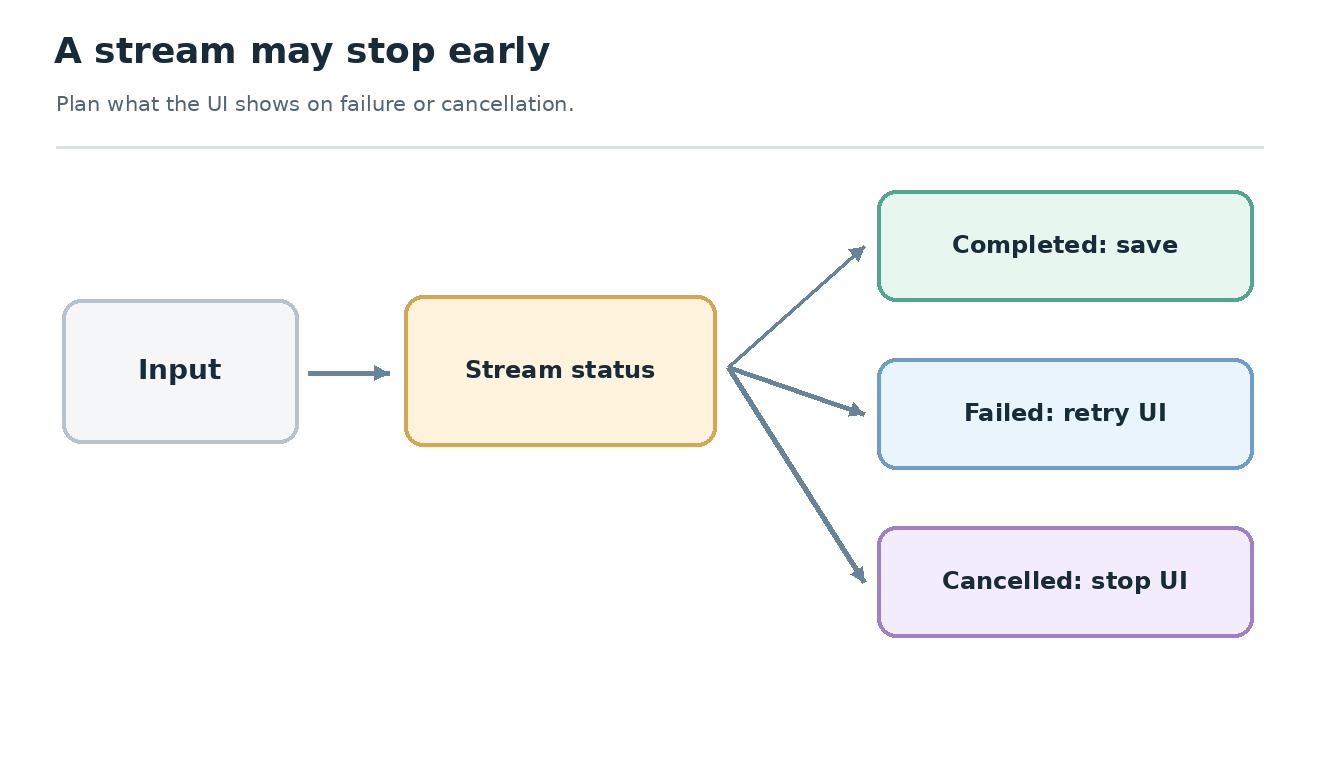 A stream may stop early
Plan what the UI shows on failure or cancellation.
Input
Stream status
Completed: save
Failed: retry UI
Cancelled: stop UI